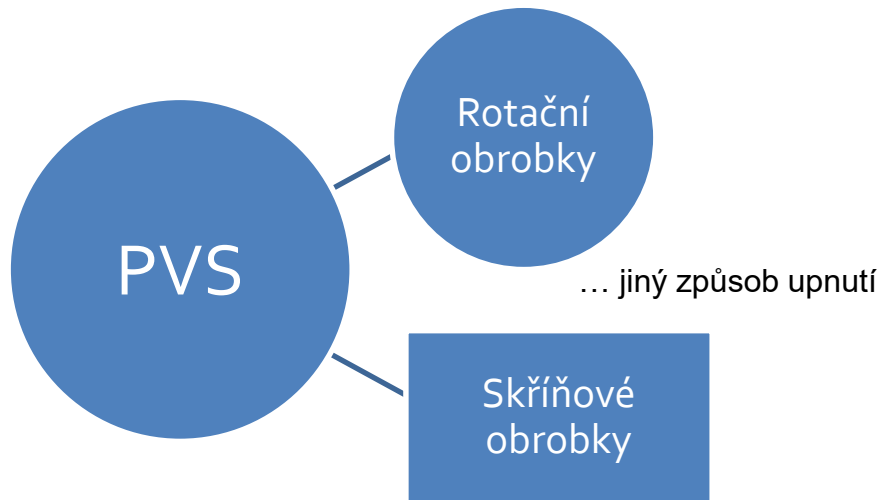 PVS
Rotační
obrobky
... jiný způsob upnutí
Skříňové
obrobky